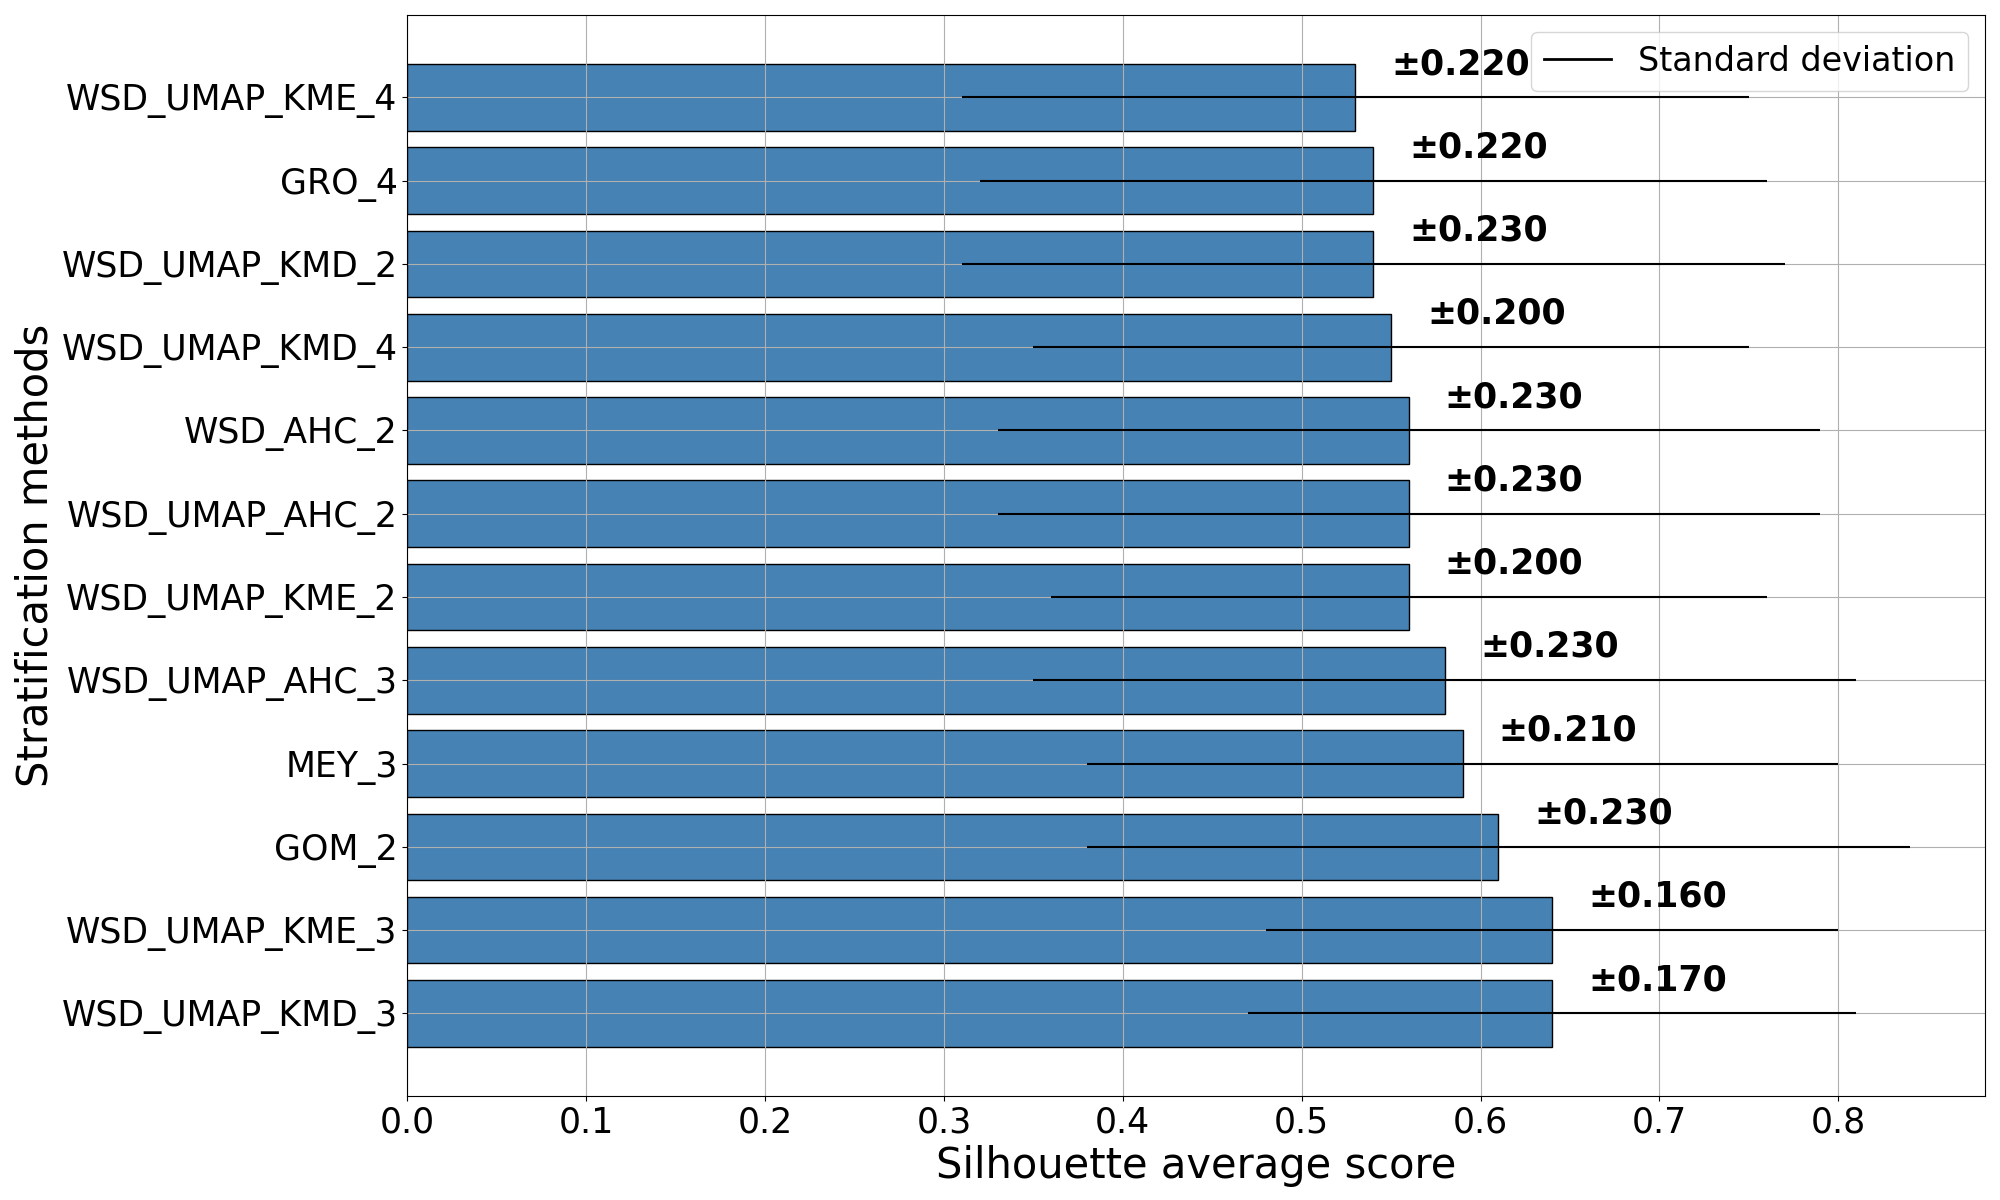 Standard deviation
Stratification methods
WSD_UMAP_KME_4 ±0.220
GRO_4 ±0.220
WSD_UMAP_KMD_2 ±0.230
WSD_UMAP_KMD_4 ±0.200
WSD_AHC_2 ±0.230
WSD_UMAP_AHC_2 ±0.230
WSD_UMAP_KME_2 ±0.200
WSD_UMAP_AHC_3 ±0.230
MEY_3 ±0.210
GOM_2 ±0.230
WSD_UMAP_KME_3 ±0.160
WSD_UMAP_KMD_3 ±0.170
0.0 0.1 0.2 0.3 0.4 0.5 0.6 0.7 0.8
Silhouette average score